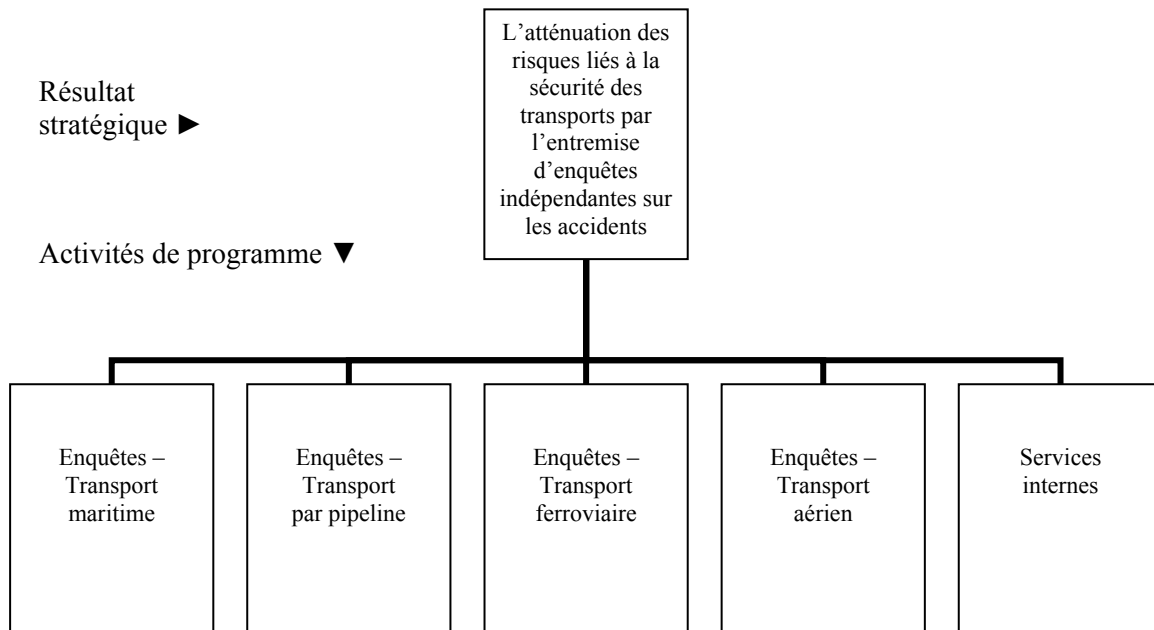 Résultat
stratégique ►
L’atténuation des
risques liés à la
sécurité des
transports par
l’entremise
d’enquêtes
indépendantes sur
les accidents
Activités de programme ▼
Enquêtes –
Transport
maritime
Enquêtes –
Transport
par pipeline
Enquêtes –
Transport
ferroviaire
Enquêtes –
Transport
aérien
Services
internes